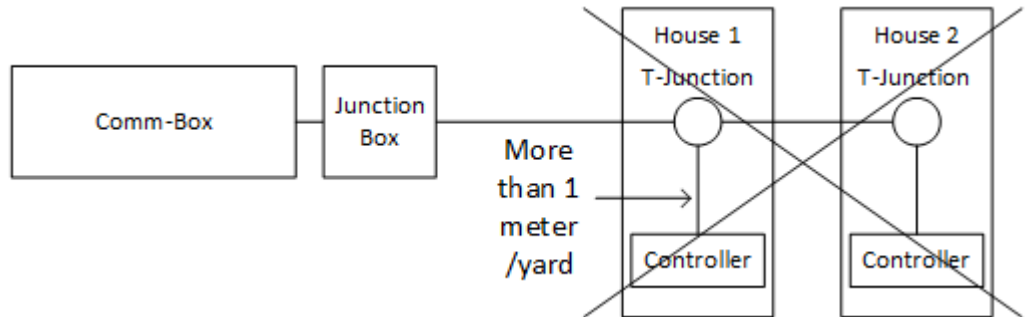 House 1
House 2
T-Junction
T-Junction
Comm-Box
Junction
Box
More
than 1
meter
/yard
Controller
Controller